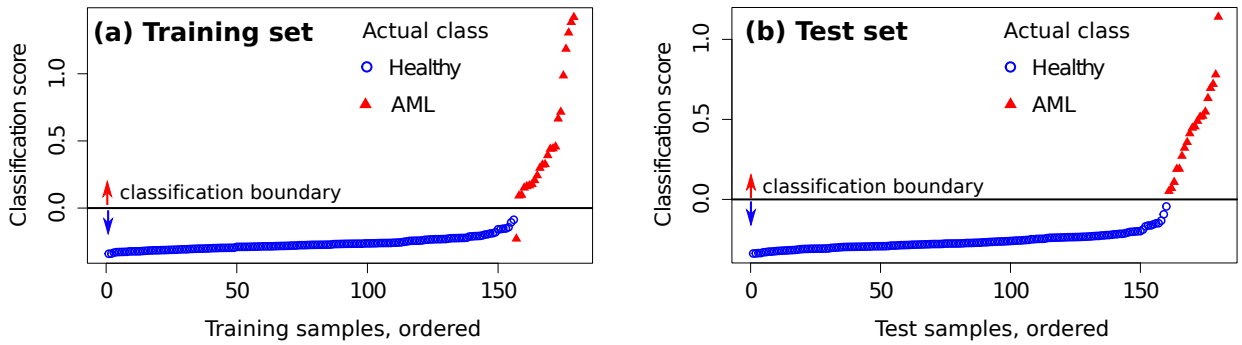 (a) Training set
Actual class
Healthy
AML
classification boundary
Classification score
0.0
0.5
1.0
0
50
100
150
Training samples, ordered
(b) Test set
Actual class
Healthy
AML
classification boundary
Classification score
0.0
0.5
1.0
0
50
100
150
Test samples, ordered